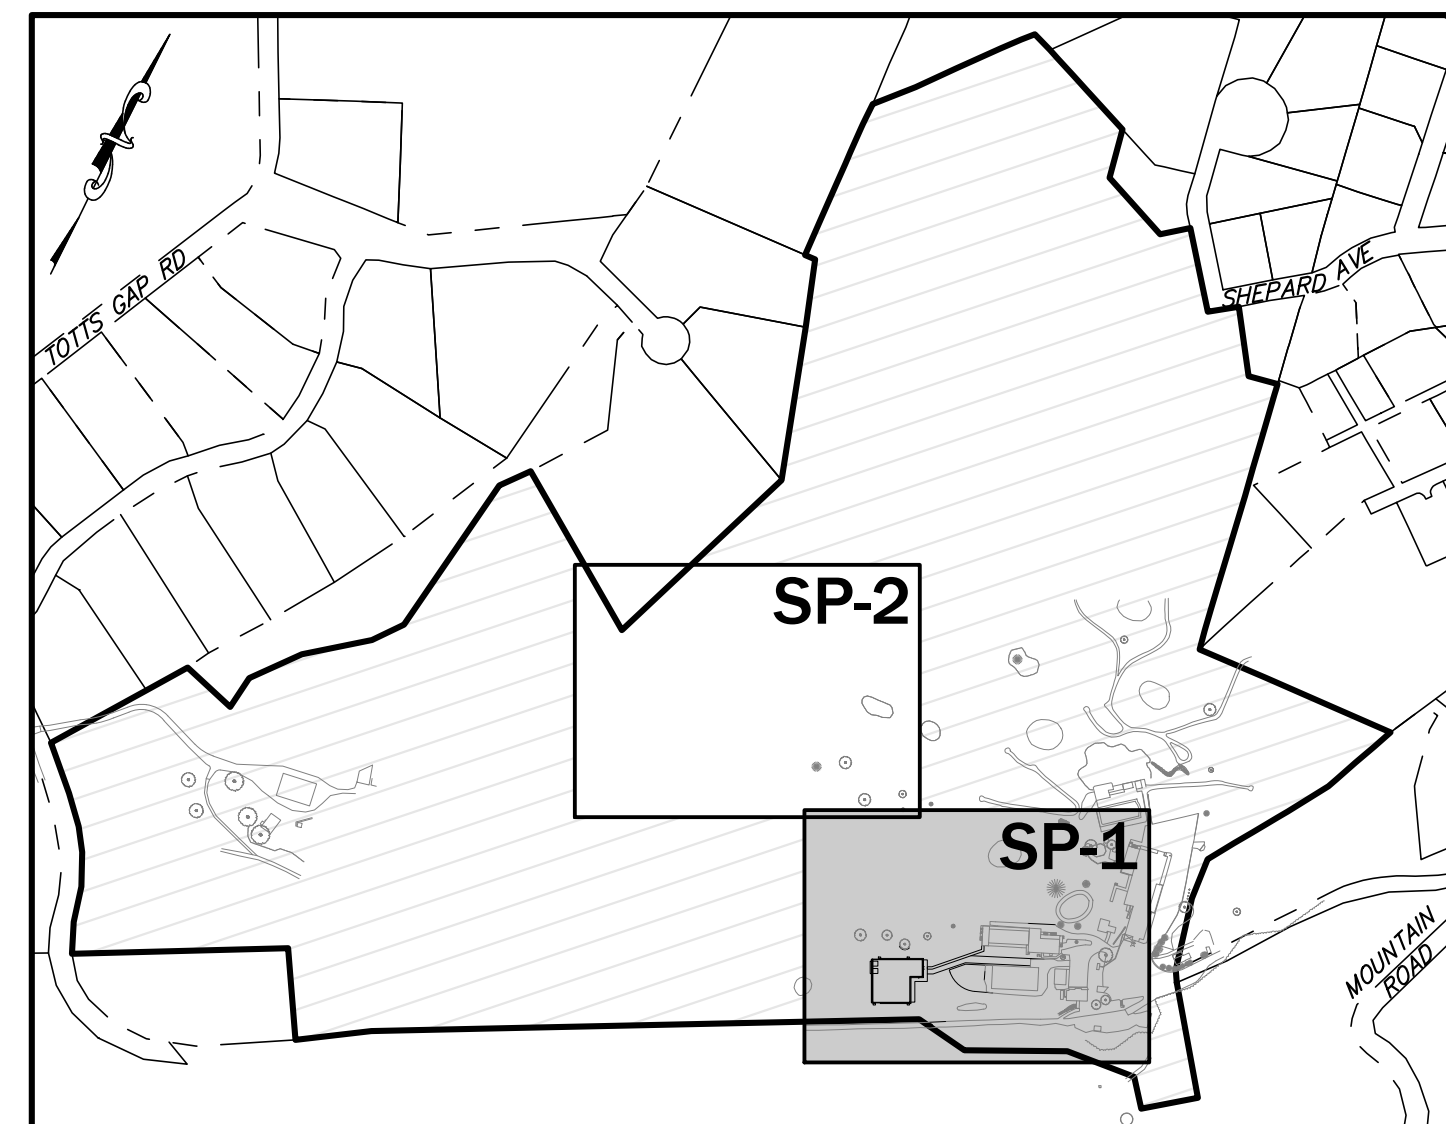 TOTTS GAP RD
SHEPARD AVE
SP-2
SP-1
MOUNTAIN
ROAD